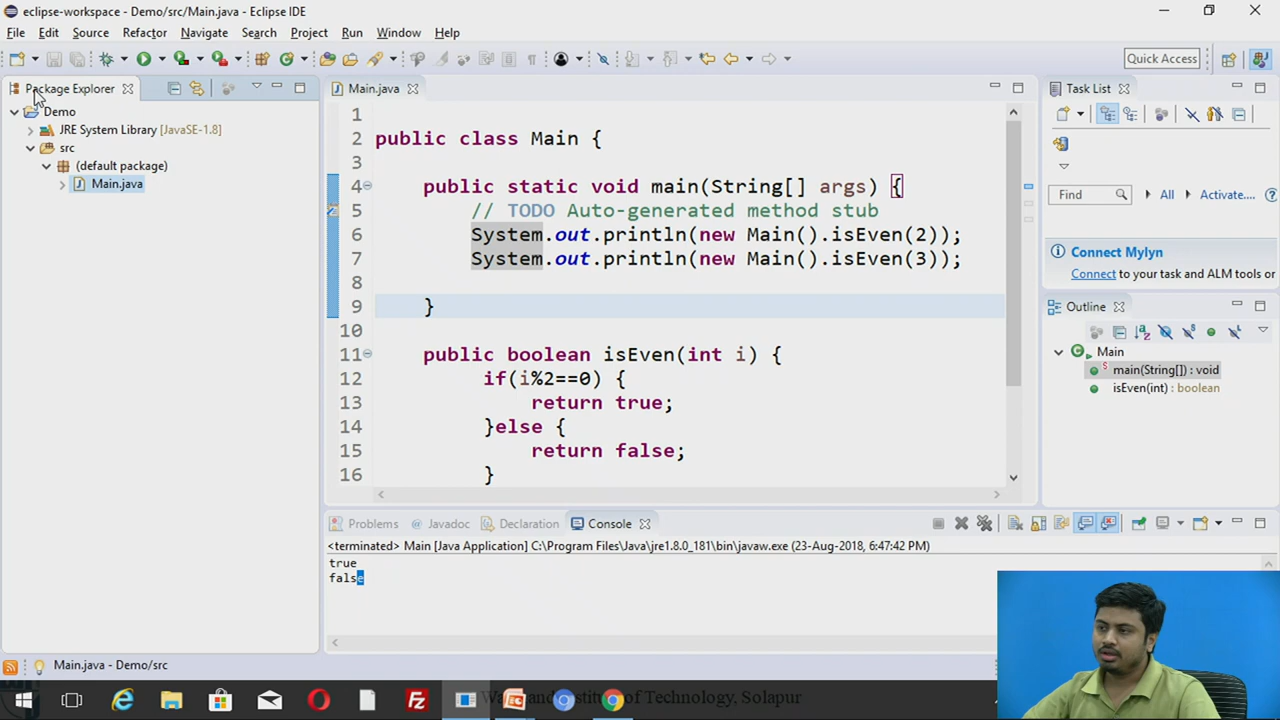 eclipse-workspace - Demo/src/Main.java - Eclipse IDE
File Edit Source Refactor Navigate Search Project Run Window Help
Quick Access
Package Explorer
Demo
JRE System Library [JavaSE-1.8]
src
(default package)
Main.java
Main.java
1
2 public class Main {
3
4 public static void main(String[] args) {
5 // TODO Auto-generated method stub
6 System.out.println(new Main().isEven(2));
7 System.out.println(new Main().isEven(3));
8
9 }
10
11 public boolean isEven(int i) {
12 if(i%2==0) {
13 return true;
14 }else {
15 return false;
16 }
Task List
Find All Activate...
Connect Mylyn
Connect to your task and ALM tools or
Outline
Main
main(String[]) : void
isEven(int) : boolean
Problems @ Javadoc Declaration Console
<terminated> Main [Java Application] C:\Program Files\Java\jre1.8.0_181\bin\javaw.exe (23-Aug-2018, 6:47:42 PM)
true
false
Main.java - Demo/src
Institute of Technology, Solapur